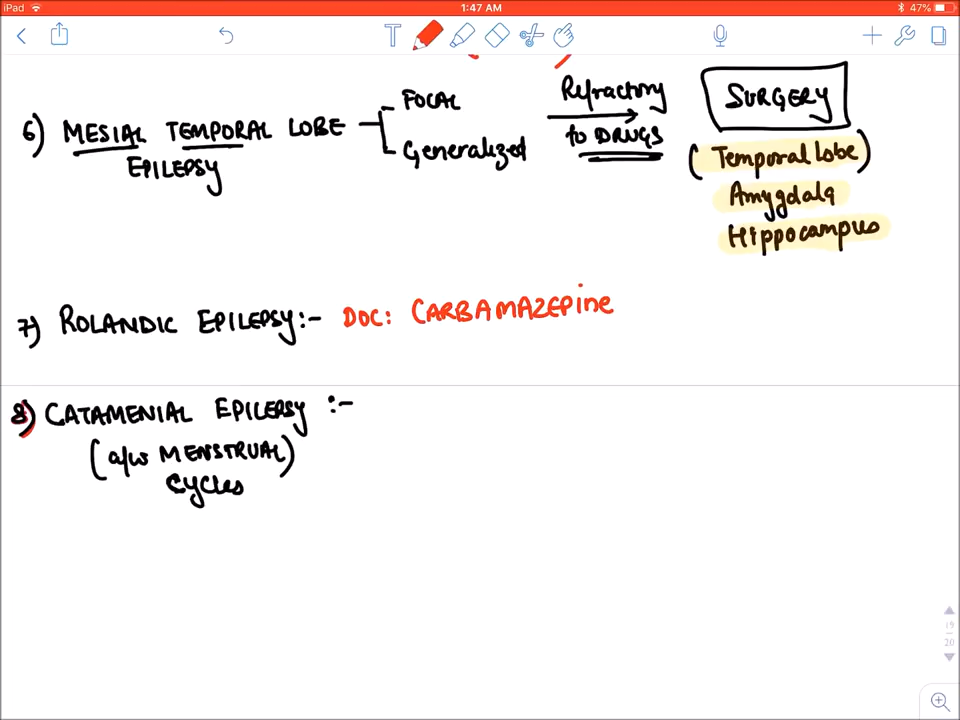 iPad 1:47 AM 47%
T
6) MESIAL TEMPORAL LOBE EPILEPSY
FOCAL
Generalized
Refractory
to DRUGS
SURGERY
(Temporal lobe)
Amygdala
Hippocampus
7) ROLANDIC EPILEPSY:- DOC: CARBAMAZEPINE
8) CATAMENIAL EPILEPSY :-
(a/w MENSTRUAL)
cycles
19
20